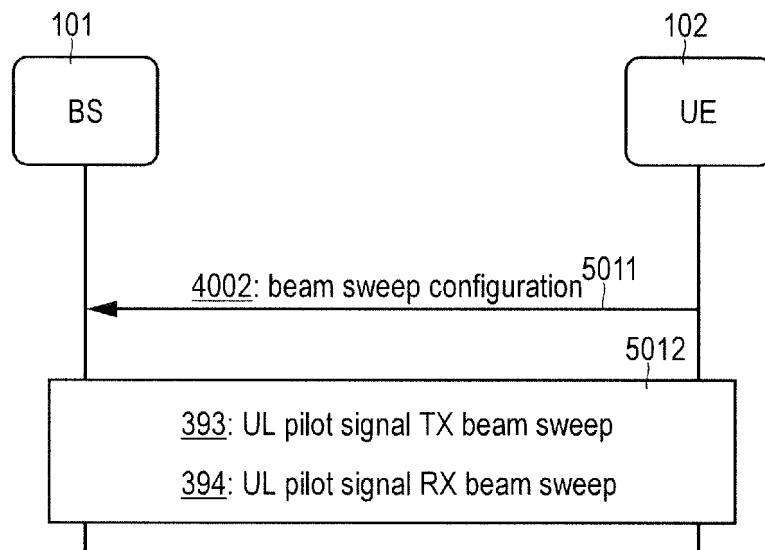 101
102
BS
UE
4002: beam sweep configuration
5011
5012
393: UL pilot signal TX beam sweep
394: UL pilot signal RX beam sweep